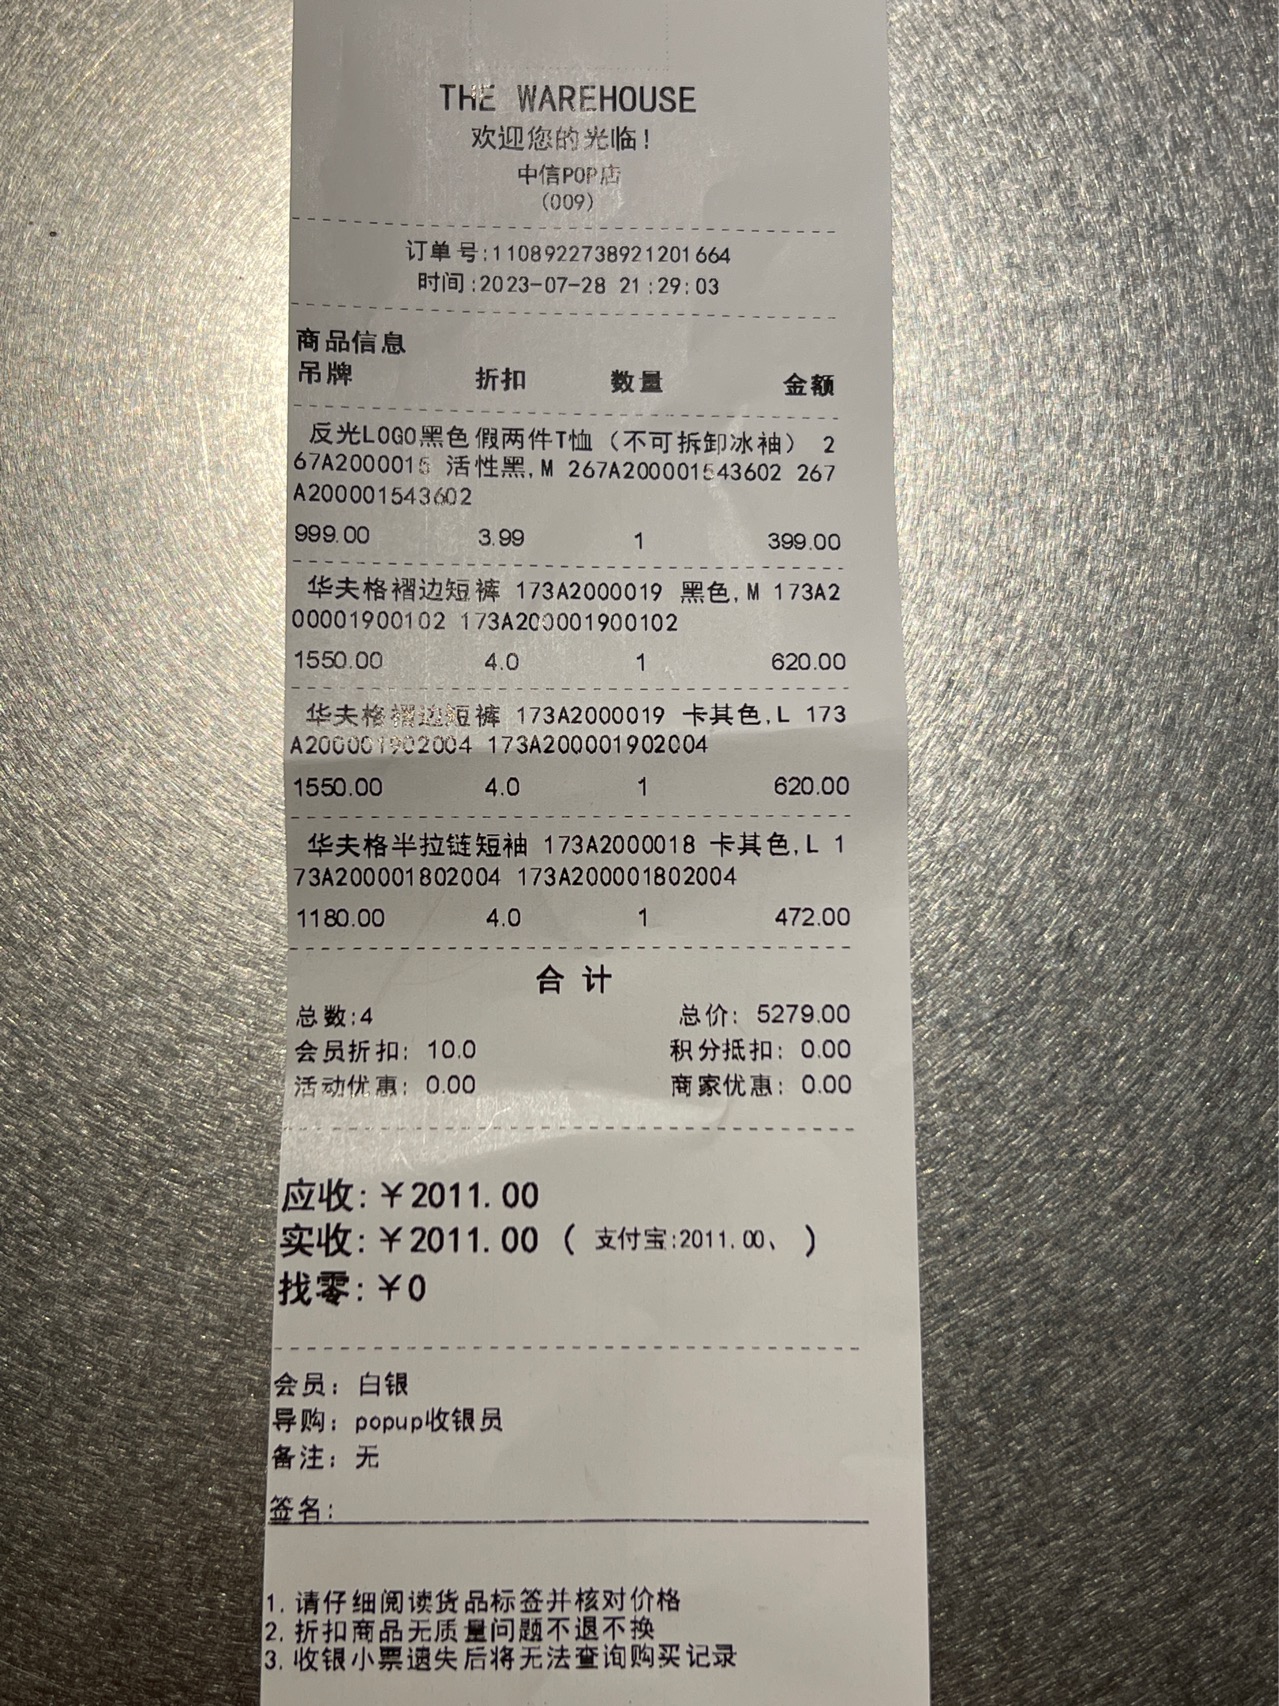 THE WAREHOUSE
欢迎您的光临!
中信POP店
(009)
订单号:1108922738921201664
时间:2023-07-28 21:29:03
商品信息
吊牌 折扣 数量 金额
反光LOGO黑色假两件T恤（不可拆卸冰袖） 2
67A2000015 活性黑,M 267A200001543602 267
A200001543602
999.00 3.99 1 399.00
华夫格褶边短裤 173A2000019 黑色,M 173A2
00001900102 173A200001900102
1550.00 4.0 1 620.00
华夫格褶边短裤 173A2000019 卡其色,L 173
A200001902004 173A200001902004
1550.00 4.0 1 620.00
华夫格半拉链短袖 173A2000018 卡其色,L 1
73A200001802004 173A200001802004
1180.00 4.0 1 472.00
合 计
总数:4 总价: 5279.00
会员折扣: 10.0 积分抵扣: 0.00
活动优惠: 0.00 商家优惠: 0.00
应收:￥2011.00
实收:￥2011.00 ( 支付宝:2011.00、 )
找零:￥0
会员: 白银
导购: popup收银员
备注: 无
签名:
1. 请仔细阅读货品标签并核对价格
2. 折扣商品无质量问题不退不换
3. 收银小票遗失后将无法查询购买记录